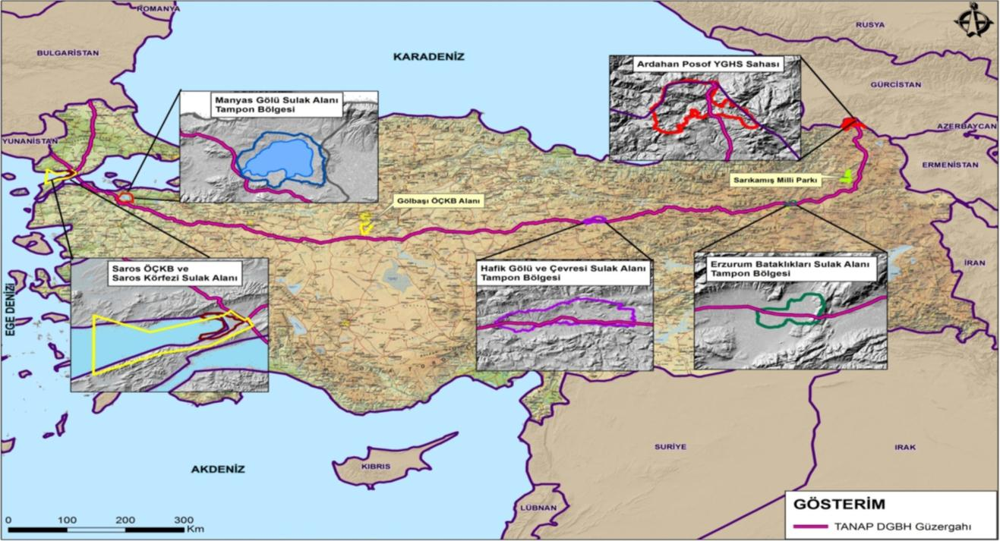 ROMANYA
RUSYA
BULGARİSTAN
KARADENİZ
Ardahan Posof YGHS Sahası
GÜRCİSTAN
Manyas Gölü Sulak Alanı
Tampon Bölgesi
AZERBAYCAN
YUNANİSTAN
ERMENİSTAN
Sarıkamış Milli Parkı
Gölbaşı ÖÇKB Alanı
İRAN
Saros ÖÇKB ve
Saros Körfezi Sulak Alanı
Hafik Gölü ve Çevresi Sulak Alanı
Tampon Bölgesi
Erzurum Bataklıkları Sulak Alanı
Tampon Bölgesi
EGE DENİZİ
SURİYE
IRAK
KIBRIS
AKDENİZ
LÜBNAN
GÖSTERİM
TANAP DGBH Güzergahı
0 100 200 300
Km